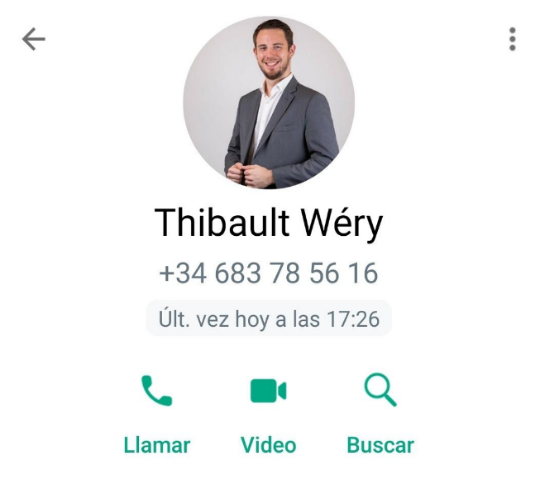 Thibault Wéry
+34 683 78 56 16
Últ. vez hoy a las 17:26
Llamar Video Buscar